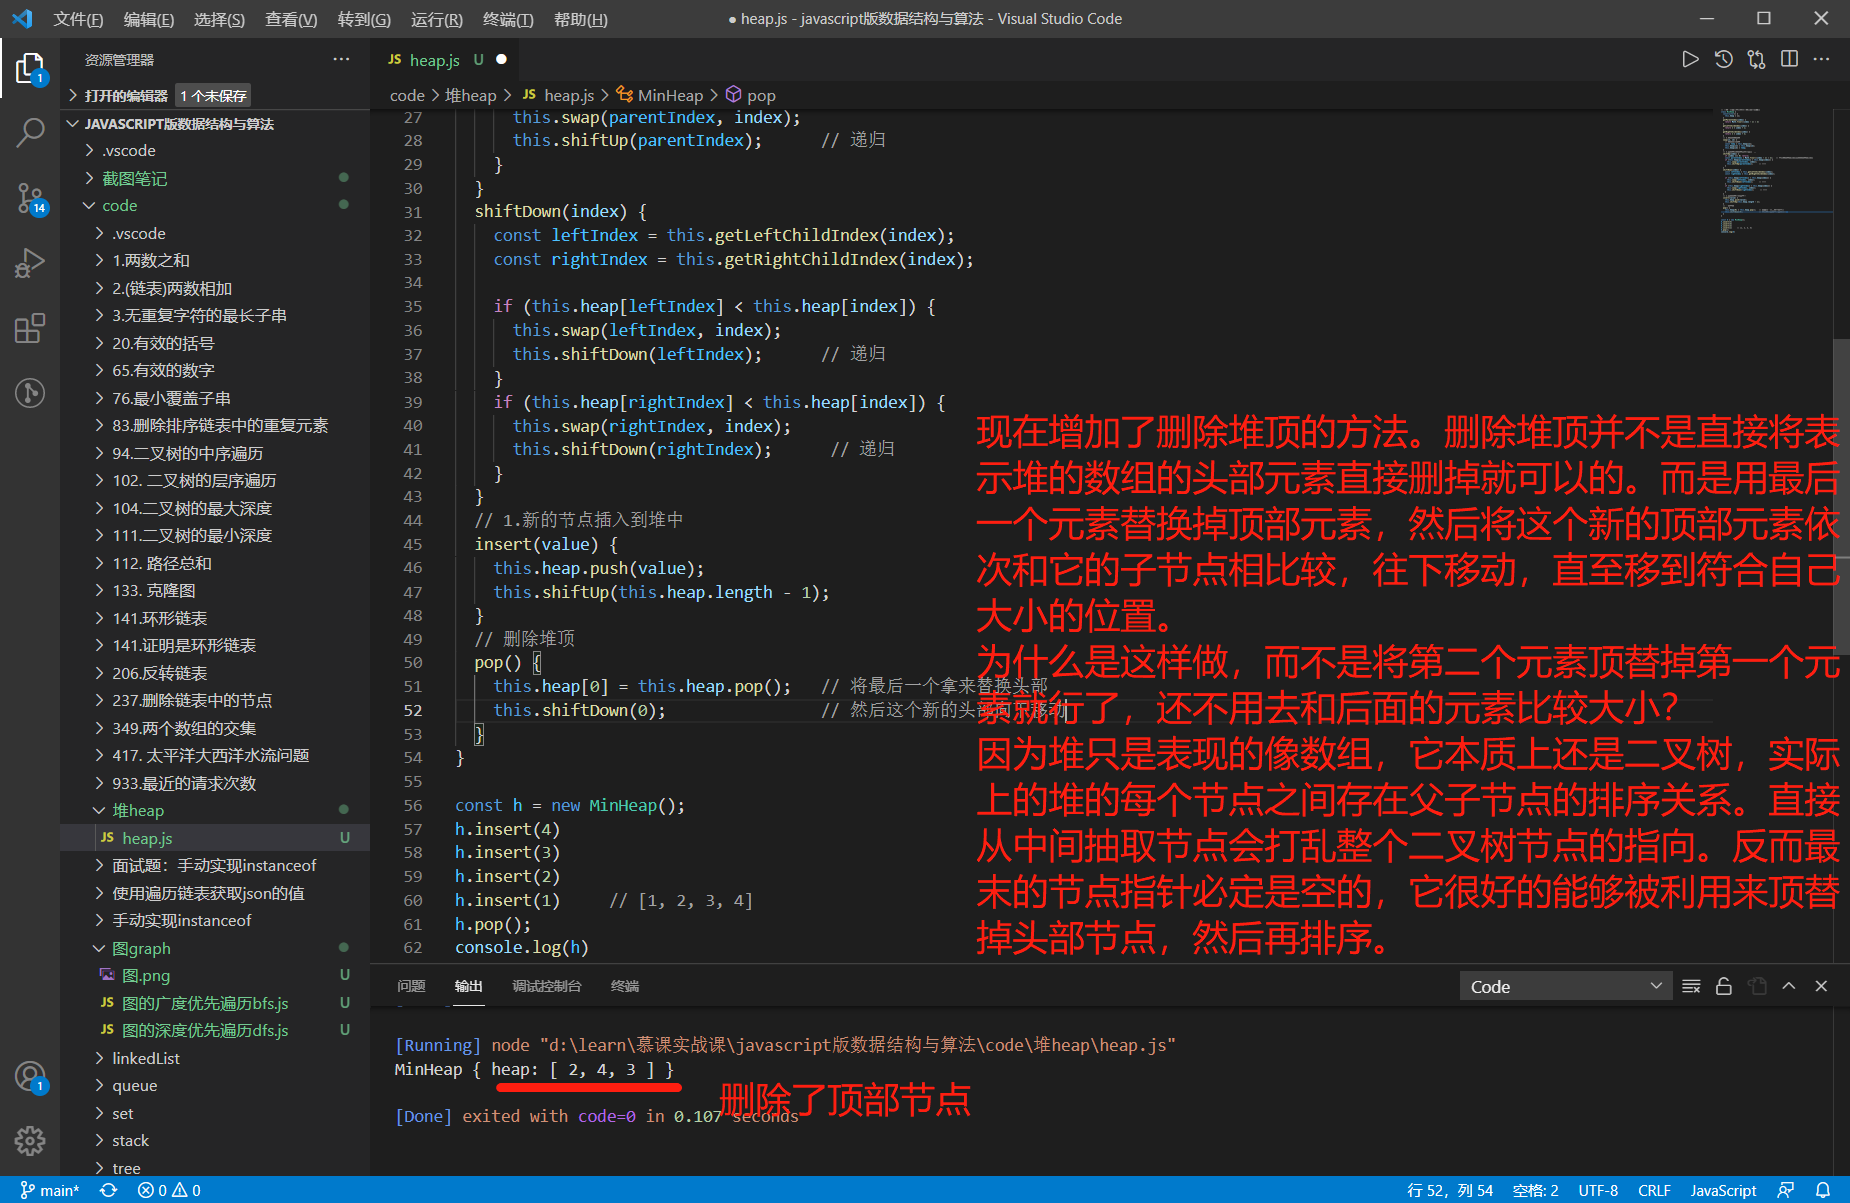 文件(F) 编辑(E) 选择(S) 查看(V) 转到(G) 运行(R) 终端(T) 帮助(H)
● heap.js - javascript版数据结构与算法 - Visual Studio Code
资源管理器
打开的编辑器 1 个未保存
JAVASCRIPT版数据结构与算法
.vscode
截图笔记
code
.vscode
1.两数之和
2.(链表)两数相加
3.无重复字符的最长子串
20.有效的括号
65.有效的数字
76.最小覆盖子串
83.删除排序链表中的重复元素
94.二叉树的中序遍历
102. 二叉树的层序遍历
104.二叉树的最大深度
111.二叉树的最小深度
112. 路径总和
133. 克隆图
141.环形链表
141.证明是环形链表
206.反转链表
237.删除链表中的节点
349.两个数组的交集
417. 太平洋大西洋水流问题
933.最近的请求次数
堆heap
JS heap.js U
面试题：手动实现instanceof
使用遍历链表获取json的值
手动实现instanceof
图graph
图.png U
JS 图的广度优先遍历bfs.js U
JS 图的深度优先遍历dfs.js U
linkedList
queue
set
stack
tree
1
14
1
JS heap.js U ●
code > 堆heap > JS heap.js > MinHeap > pop
27 this.swap(parentIndex, index);
28 this.shiftUp(parentIndex); // 递归
29 }
30 }
31 shiftDown(index) {
32 const leftIndex = this.getLeftChildIndex(index);
33 const rightIndex = this.getRightChildIndex(index);
34
35 if (this.heap[leftIndex] < this.heap[index]) {
36 this.swap(leftIndex, index);
37 this.shiftDown(leftIndex); // 递归
38 }
39 if (this.heap[rightIndex] < this.heap[index]) {
40 this.swap(rightIndex, index);
41 this.shiftDown(rightIndex); // 递归
42 }
43 }
44 // 1.新的节点插入到堆中
45 insert(value) {
46 this.heap.push(value);
47 this.shiftUp(this.heap.length - 1);
48 }
49 // 删除堆顶
50 pop() {
51 this.heap[0] = this.heap.pop(); // 将最后一个拿来替换头部
52 this.shiftDown(0); // 然后这个新的头部向下移动
53 }
54 }
55
56 const h = new MinHeap();
57 h.insert(4)
58 h.insert(3)
59 h.insert(2)
60 h.insert(1) // [1, 2, 3, 4]
61 h.pop();
62 console.log(h)
现在增加了删除堆顶的方法。删除堆顶并不是直接将表
示堆的数组的头部元素直接删掉就可以的。而是用最后
一个元素替换掉顶部元素，然后将这个新的顶部元素依
次和它的子节点相比较，往下移动，直至移到符合自己
大小的位置。
为什么是这样做，而不是将第二个元素顶替掉第一个元
素就行了，还不用去和后面的元素比较大小？
因为堆只是表现的像数组，它本质上还是二叉树，实际
上的堆的每个节点之间存在父子节点的排序关系。直接
从中间抽取节点会打乱整个二叉树节点的指向。反而最
末的节点指针必定是空的，它很好的能够被利用来顶替
掉头部节点，然后再排序。
问题 输出 调试控制台 终端 Code
[Running] node "d:\learn\慕课实战课\javascript版数据结构与算法\code\堆heap\heap.js"
MinHeap { heap: [ 2, 4, 3 ] }
删除了顶部节点
[Done] exited with code=0 in 0.107 seconds
main* 0 0 行 52，列 54 空格: 2 UTF-8 CRLF JavaScript